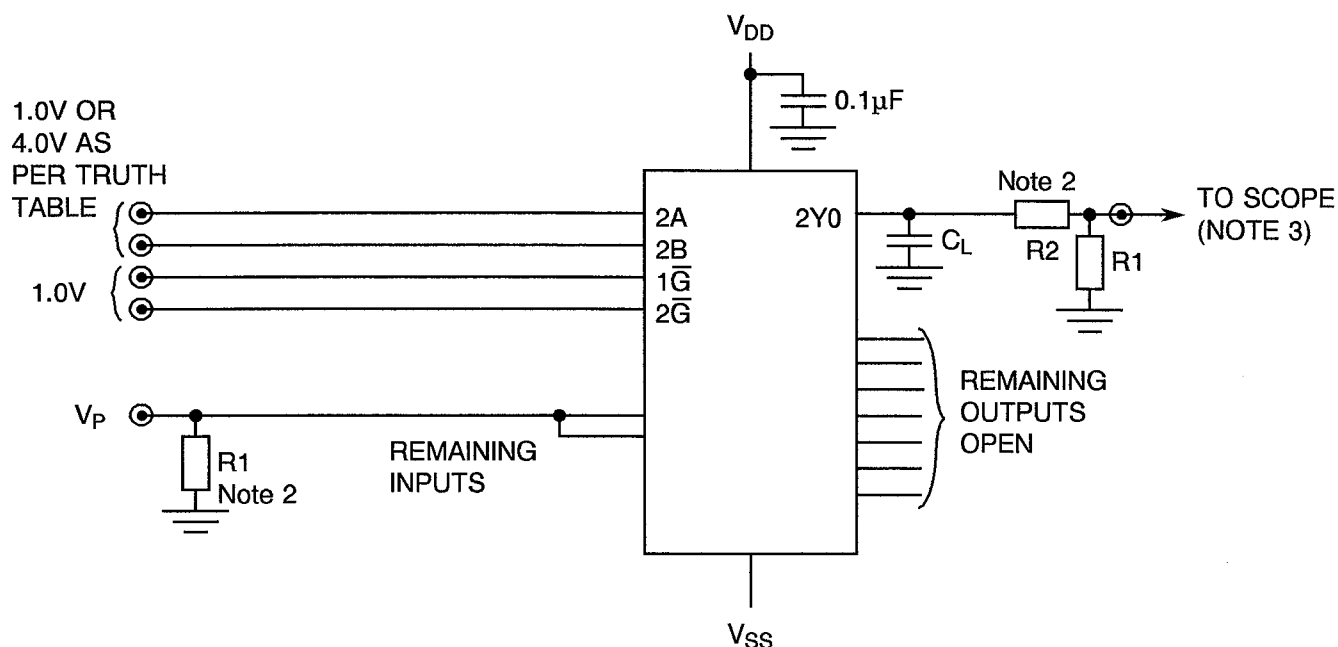 V_DD
0.1µF
1.0V OR
4.0V AS
PER TRUTH
TABLE
1.0V
V_P
R1
Note 2
REMAINING
INPUTS
2A
2B
1G̅
2G̅
2Y0
C_L
Note 2
R2
R1
TO SCOPE
(NOTE 3)
REMAINING
OUTPUTS
OPEN
V_SS